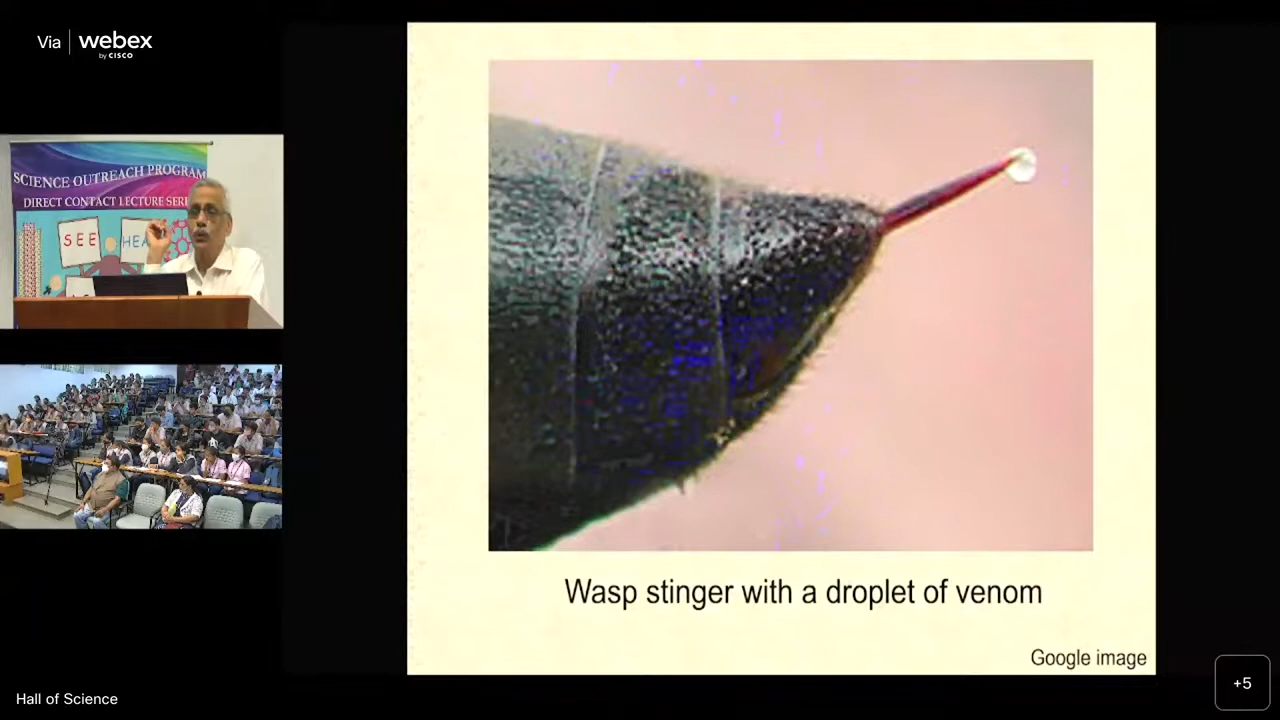 Via webex
by CISCO
SCIENCE OUTREACH PROGRAM
DIRECT CONTACT LECTURE SERI
SEE
HEA
Wasp stinger with a droplet of venom
Google image
Hall of Science
+5